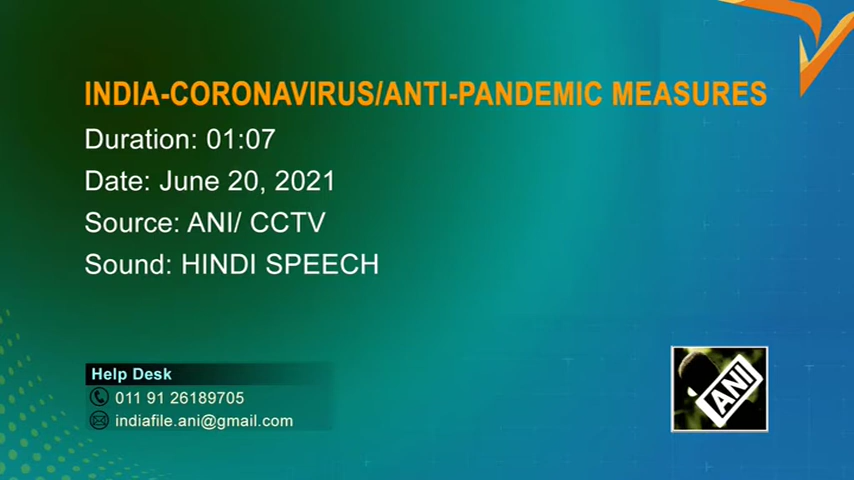 INDIA-CORONAVIRUS/ANTI-PANDEMIC MEASURES
Duration: 01:07
Date: June 20, 2021
Source: ANI/ CCTV
Sound: HINDI SPEECH
Help Desk
011 91 26189705
indiafile.ani@gmail.com
ANI